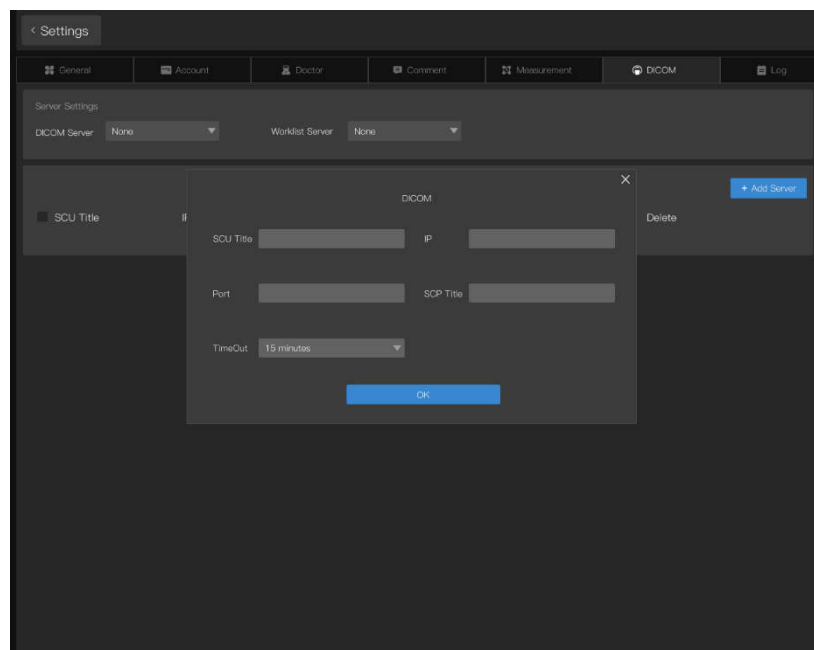 < Settings
General Account Doctor Comment Measurement DICOM Log
Server Settings
DICOM Server None Worklist Server None
+ Add Server
DICOM
SCU Title Delete
SCU Title IP
Port SCP Title
TimeOut 15 minutes
OK